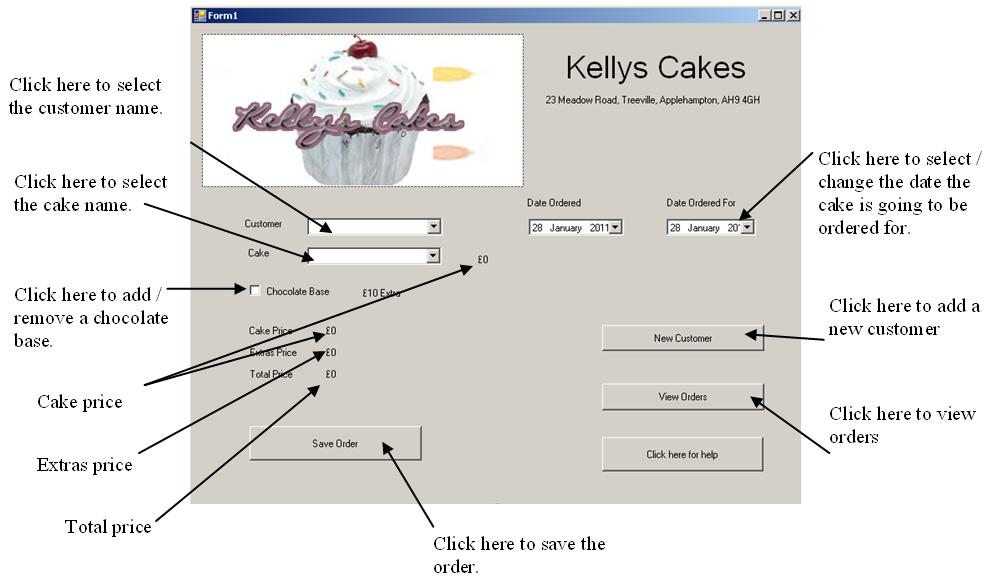 Form1
Kellys Cakes
Kelly's Cakes
23 Meadow Road, Treeville, Applehampton, AH9 4GH
Click here to select
the customer name.
Click here to select
the cake name.
Click here to select /
change the date the
cake is going to be
ordered for.
Date Ordered
Date Ordered For
Customer
28 January 2011
28 January 201
Cake
£0
Click here to add /
remove a chocolate
base.
Chocolate Base
£10 Extra
Click here to add a
new customer
Cake Price
£0
New Customer
Extras Price
£0
Total Price
£0
Cake price
View Orders
Click here to view
orders
Save Order
Click here for help
Extras price
Total price
Click here to save the
order.